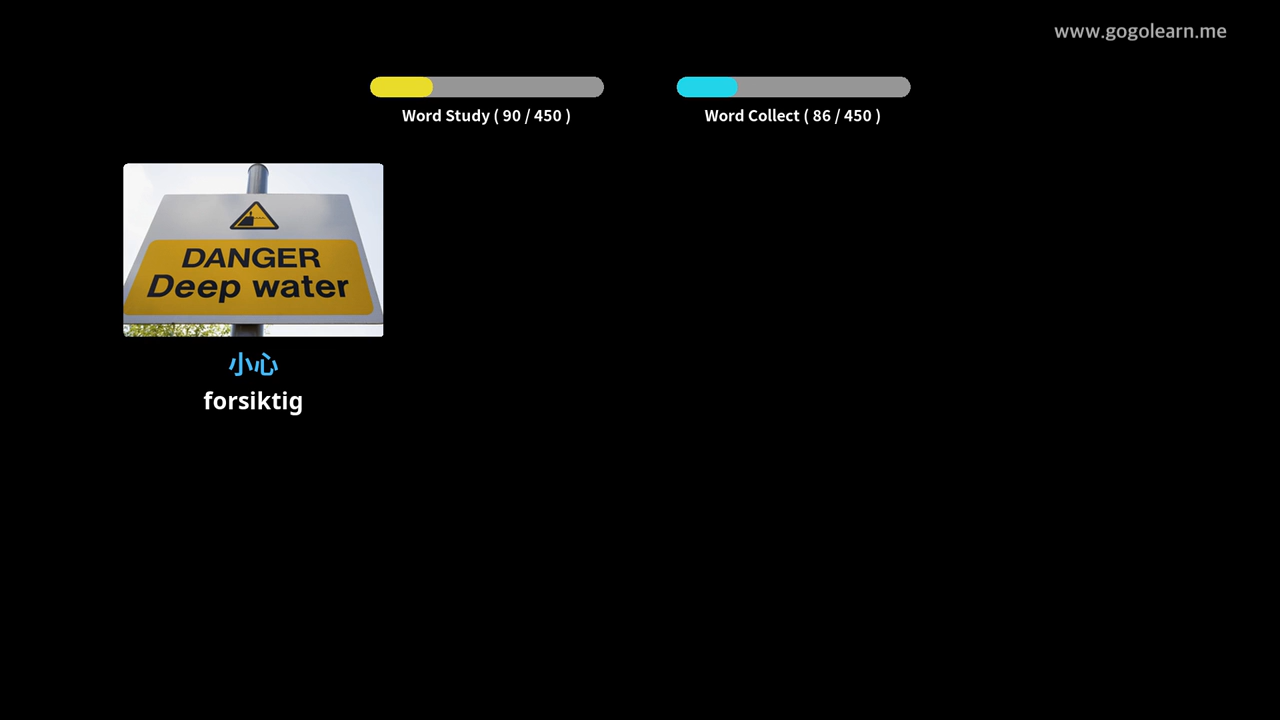 www.gogolearn.me
Word Study ( 90 / 450 )
Word Collect ( 86 / 450 )
DANGER
Deep water
小心
forsiktig